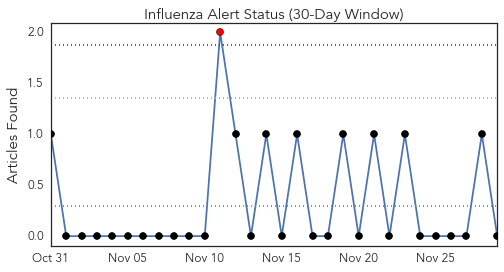 Influenza Alert Status (30-Day Window)
Articles Found
2.0
1.5
1.0
0.5
0.0
Oct 31 Nov 05 Nov 10 Nov 15 Nov 20 Nov 25